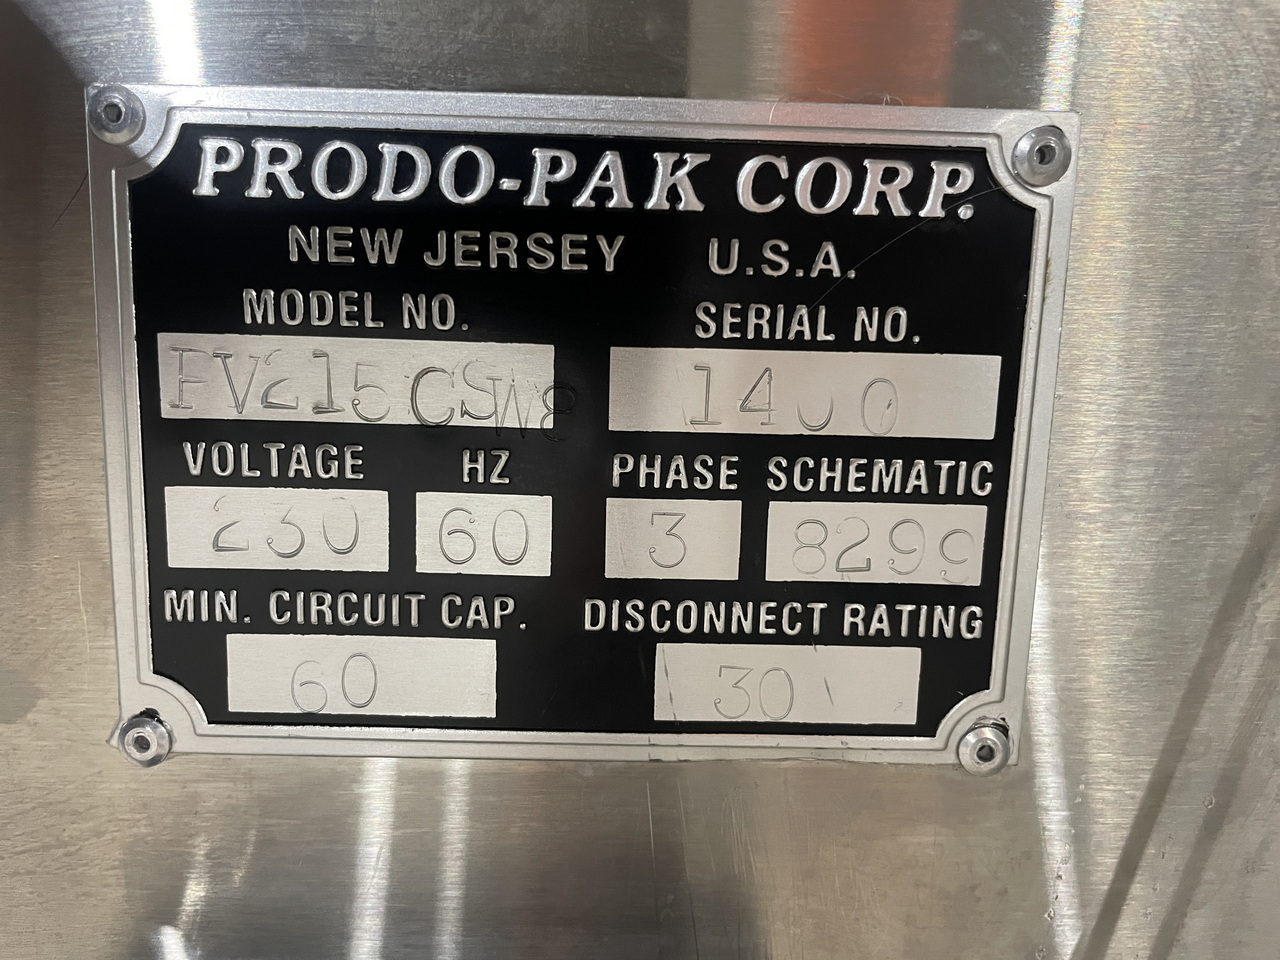 PRODO-PAK CORP.
NEW JERSEY U.S.A.
MODEL NO. SERIAL NO.
FV215CSW8
VOLTAGE HZ PHASE SCHEMATIC
230 60 3 8299
MIN. CIRCUIT CAP. DISCONNECT RATING
60 30